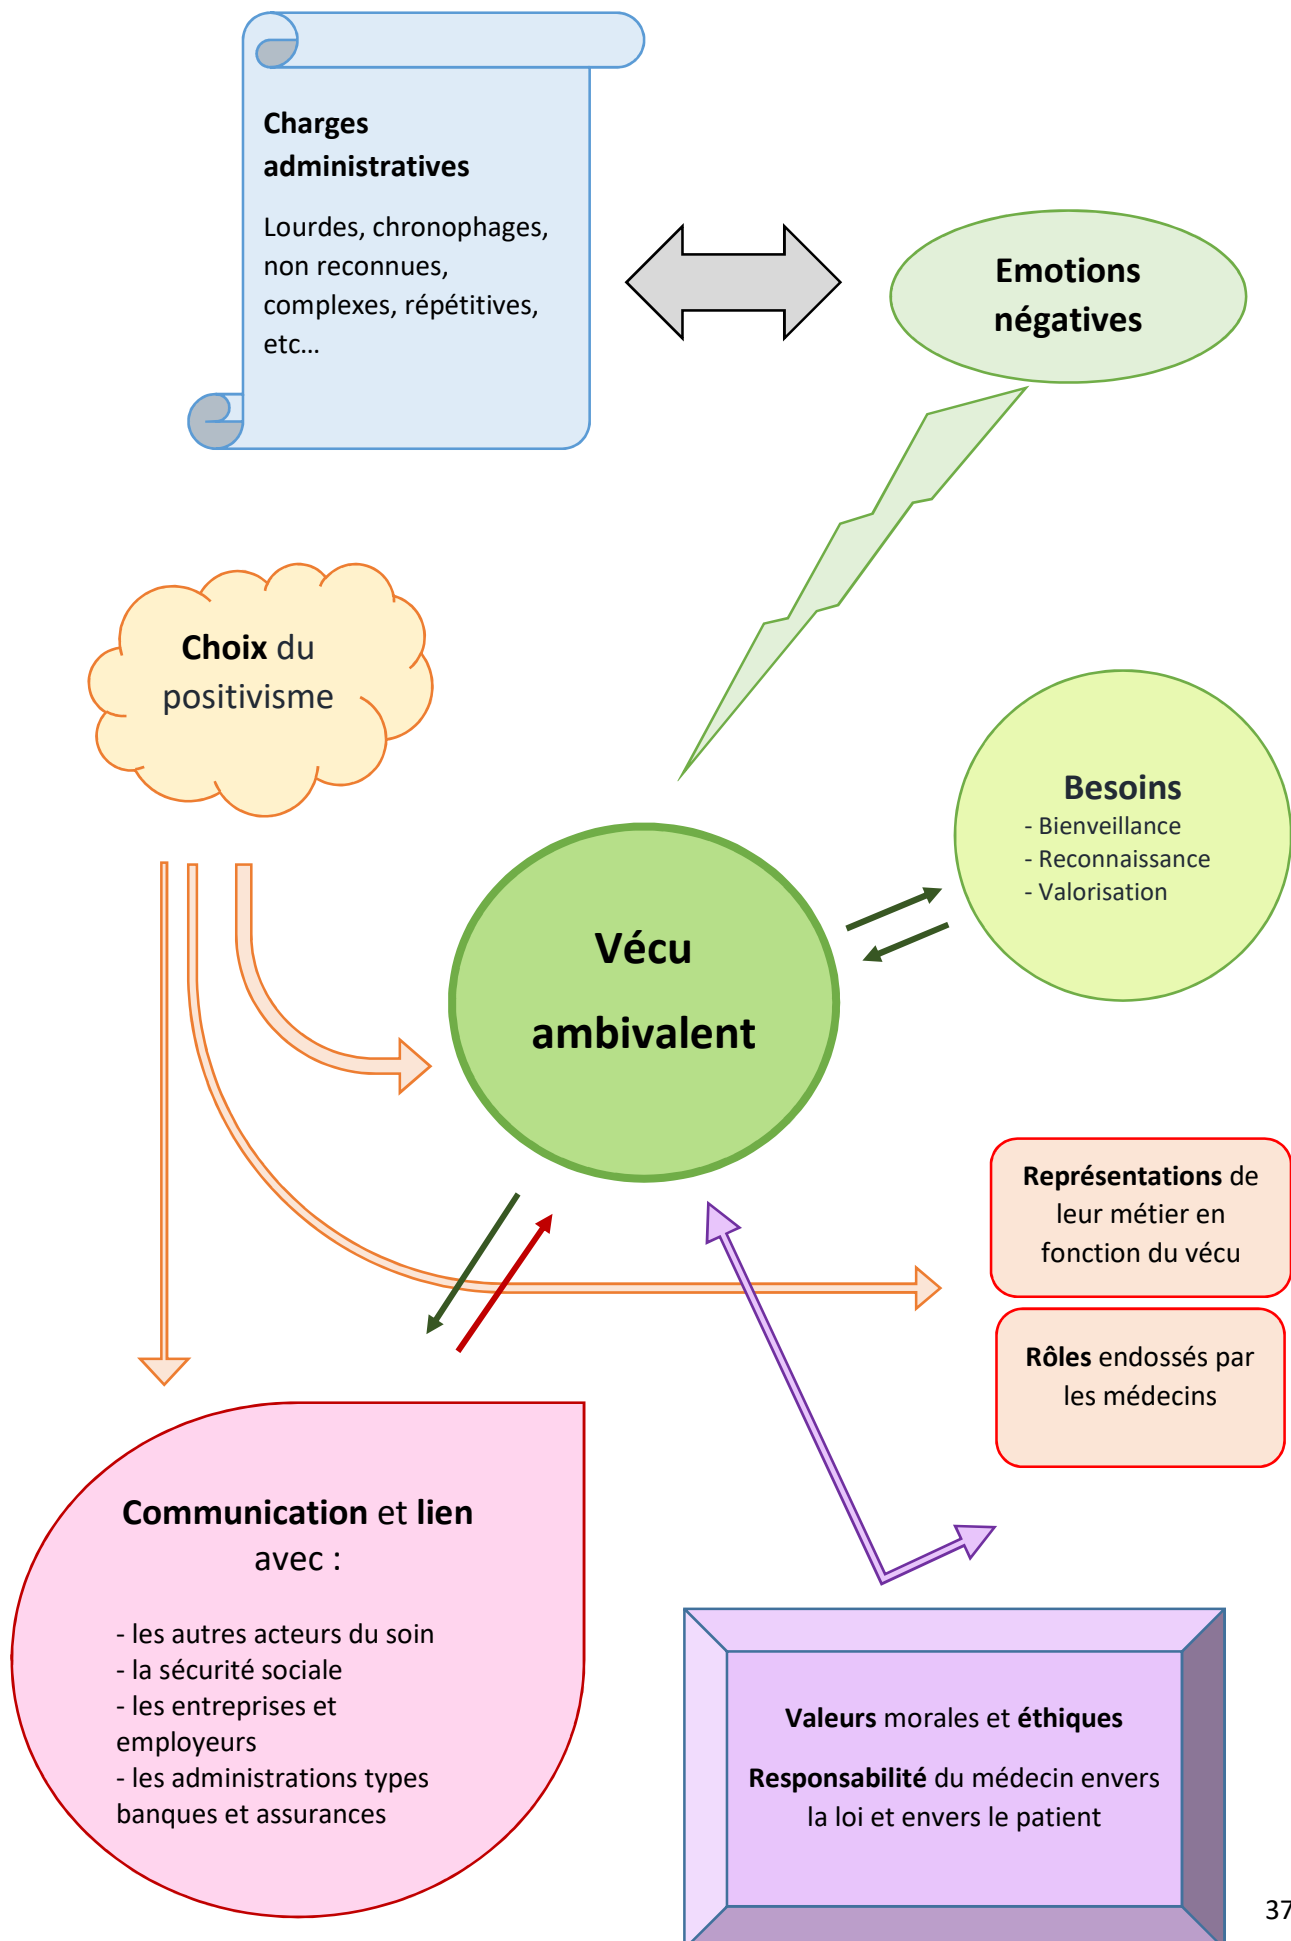 Charges
administratives
Lourdes, chronophages,
non reconnues,
complexes, répétitives,
etc…
Emotions
négatives
Choix du
positivisme
Besoins
- Bienveillance
- Reconnaissance
- Valorisation
Vécu
ambivalent
Représentations de
leur métier en
fonction du vécu
Rôles endossés par
les médecins
Communication et lien
avec :
- les autres acteurs du soin
- la sécurité sociale
- les entreprises et
employeurs
- les administrations types
banques et assurances
Valeurs morales et éthiques
Responsabilité du médecin envers
la loi et envers le patient
37